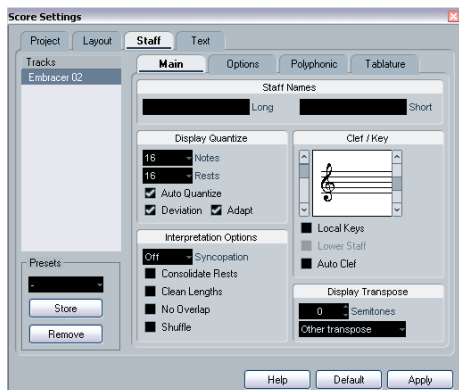 Score Settings
Project Layout Staff Text
Tracks
Embracer 02
Main Options Polyphonic Tablature
Staff Names
Long Short
Display Quantize
16 Notes
16 Rests
Auto Quantize
Deviation Adapt
Clef / Key
Local Keys
Lower Staff
Auto Clef
Interpretation Options
Off Syncopation
Consolidate Rests
Clean Lengths
No Overlap
Shuffle
Display Transpose
0 Semitones
Other transpose
Presets
-
Store
Remove
Help Default Apply